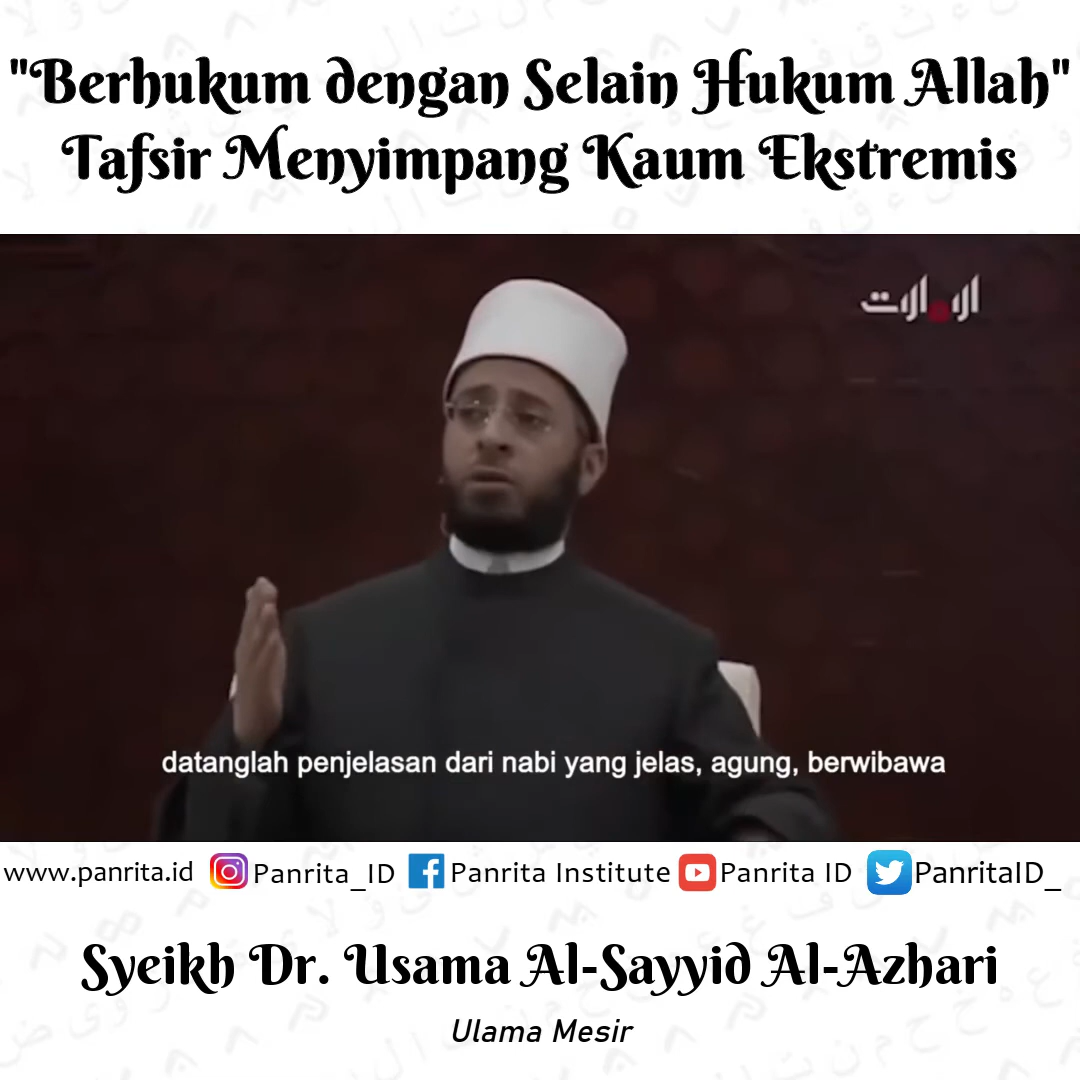 "Berhukum dengan Selain Hukum Allah"
Tafsir Menyimpang Kaum Ekstremis
الإمارات
datanglah penjelasan dari nabi yang jelas, agung, berwibawa
www.panrita.id Panrita_ID Panrita Institute Panrita ID PanritaID_
Syeikh Dr. Usama Al-Sayyid Al-Azhari
Ulama Mesir